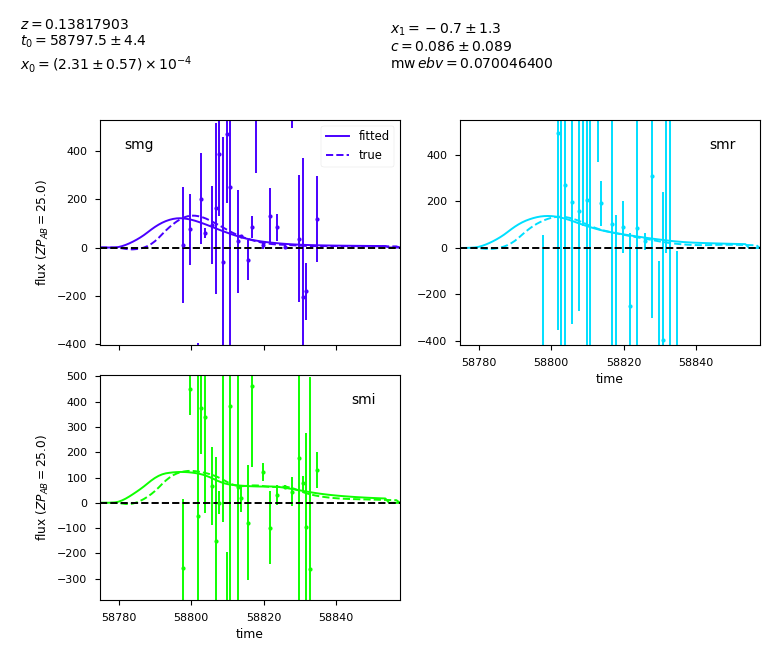 z = 0.13817903
t₀ = 58797.5 ± 4.4
x₀ = (2.31 ± 0.57) × 10⁻⁴
x₁ = −0.7 ± 1.3
c = 0.086 ± 0.089
mw ebv = 0.070046400
smg
fitted
true
400
200
0
−200
−400
flux (ZP_AB = 25.0)
smr
400
200
0
−200
−400
58780 58800 58820 58840
time
smi
500
400
300
200
100
0
−100
−200
−300
flux (ZP_AB = 25.0)
58780 58800 58820 58840
time